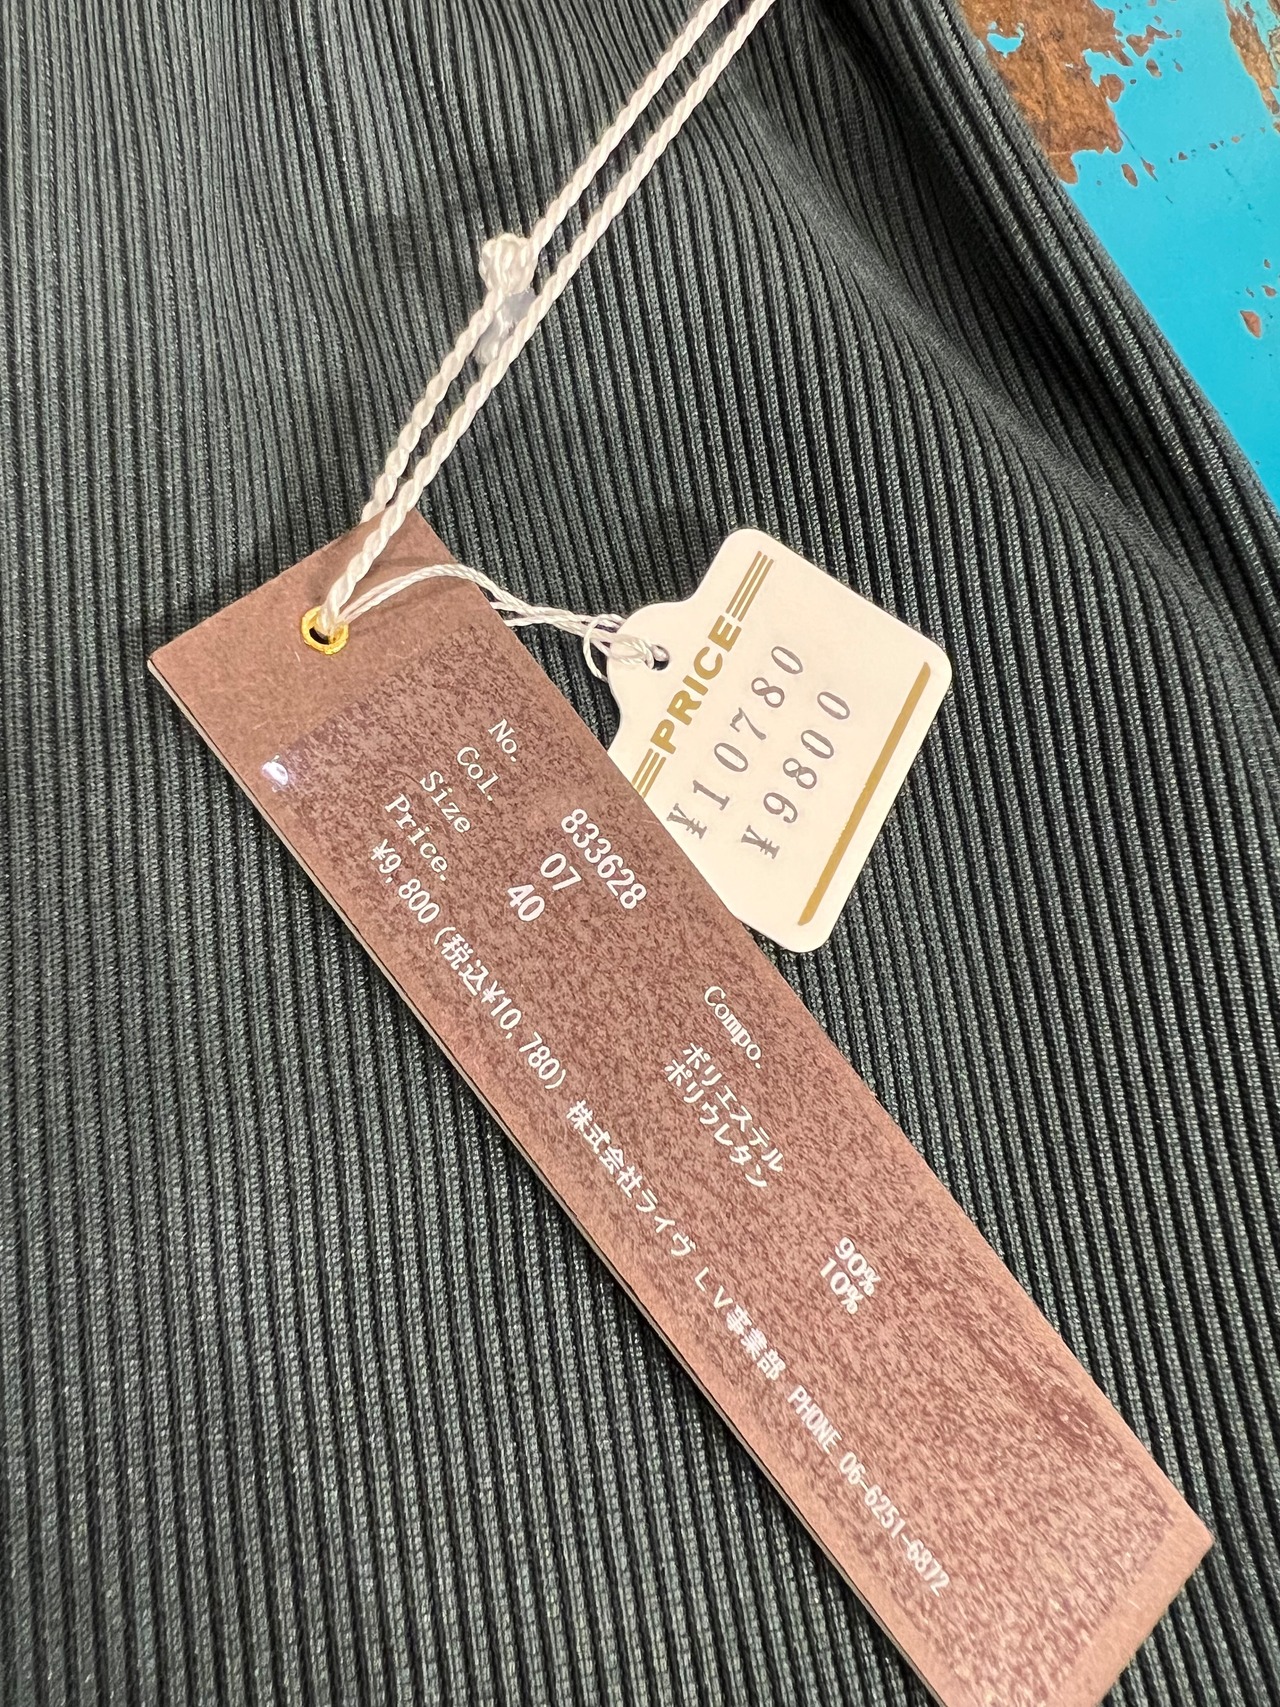 No. 833628
Col. 07
Size 40
Price.
¥9,800(税込¥10,780) 株式会社ライヴ LV事業部 PHONE 06-6251-6872
Compo.
ポリエステル 90%
ポリウレタン 10%
PRICE
¥10780
¥9800